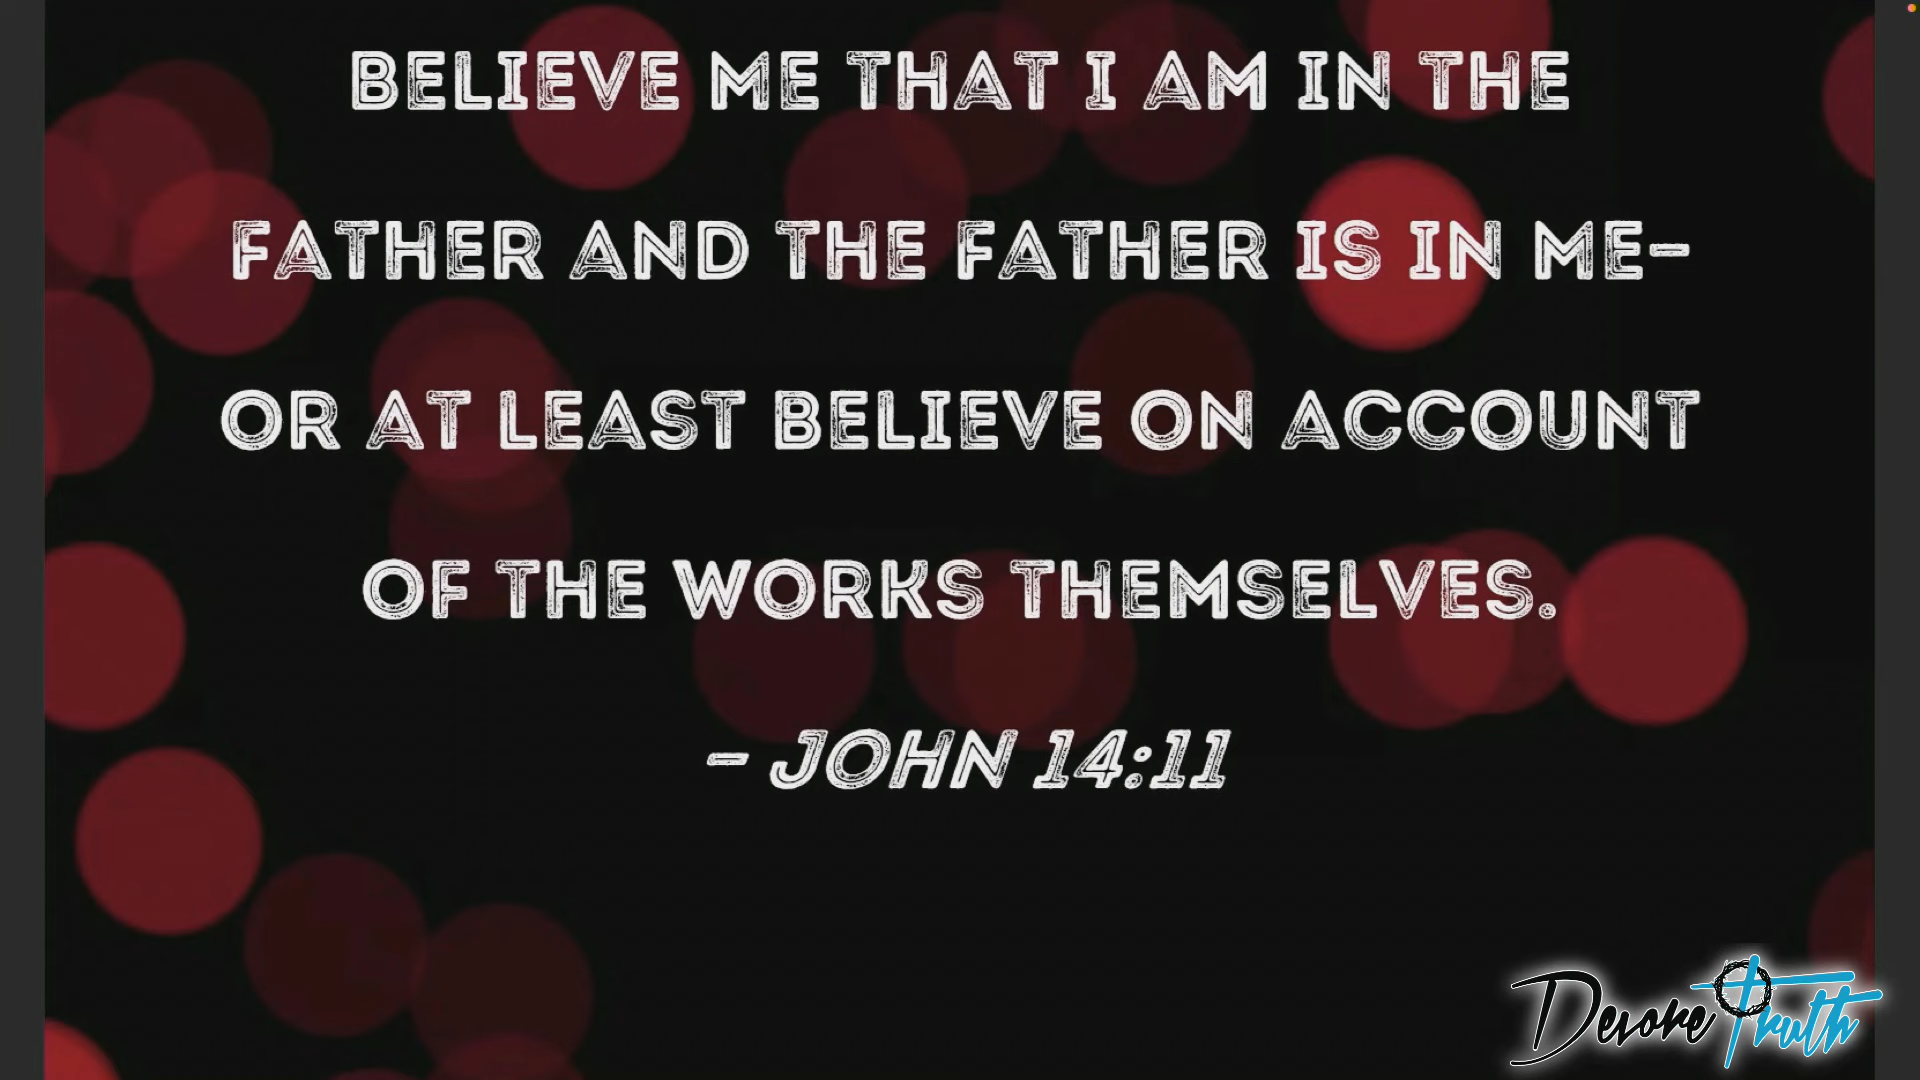 BELIEVE ME THAT I AM IN THE
FATHER AND THE FATHER IS IN ME-
OR AT LEAST BELIEVE ON ACCOUNT
OF THE WORKS THEMSELVES.
- JOHN 14:11
Devore Truth